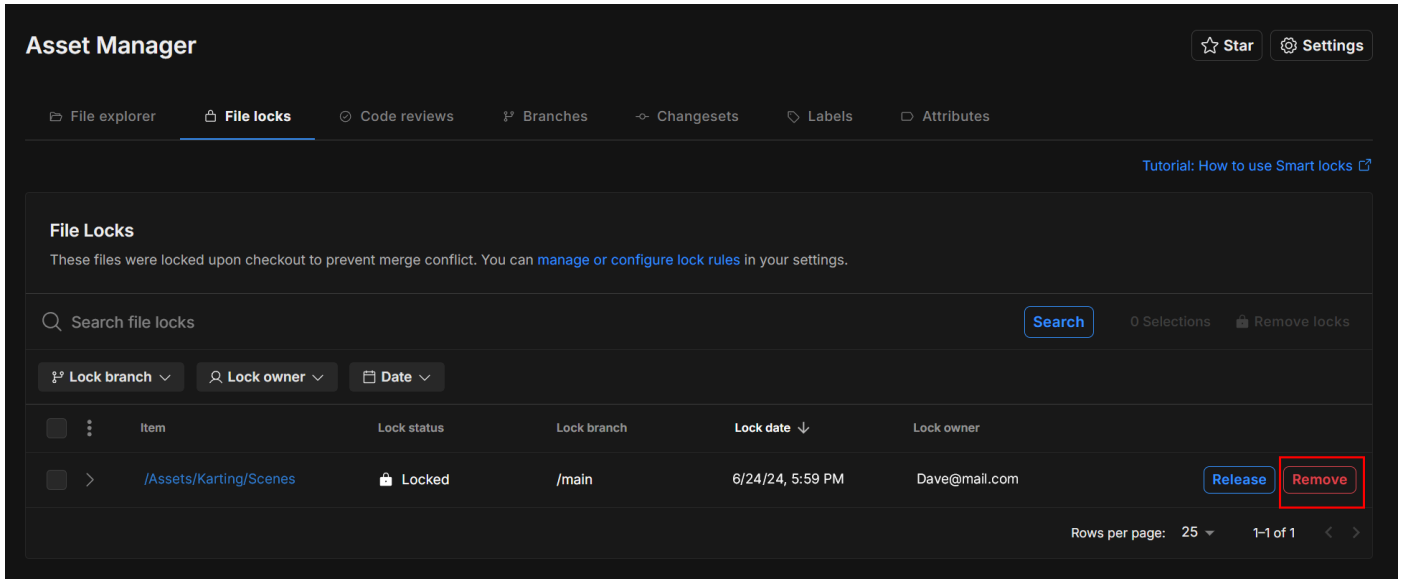 Asset Manager
Star Settings
File explorer File locks Code reviews Branches Changesets Labels Attributes
Tutorial: How to use Smart locks
File Locks
These files were locked upon checkout to prevent merge conflict. You can manage or configure lock rules in your settings.
Search file locks Search 0 Selections Remove locks
Lock branch Lock owner Date
Item Lock status Lock branch Lock date Lock owner
/Assets/Karting/Scenes Locked /main 6/24/24, 5:59 PM Dave@mail.com Release Remove
Rows per page: 25 1–1 of 1